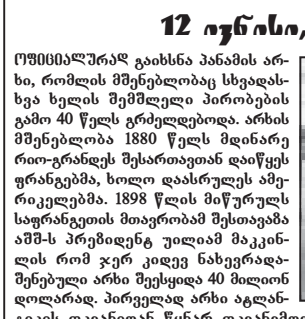 12 ივნისი,
ᲝᲤᲘᲪᲘᲐᲚᲣᲠᲐᲓ გაიხსნა პანამის არ-
ხი, რომლის მშენებლობაც სხვადას-
ხვა ხელის შემშლელი პირობების
გამო 40 წელს გრძელდებოდა. არხის
მშენებლობა 1880 წელს მდინარე
რიო-გრანდეს შესართავთან დაიწყეს
ფრანგებმა, ხოლო დაასრულეს ამე-
რიკელებმა. 1898 წლის მიწურულს
საფრანგეთის მთავრობამ შესთავაზა
აშშ-ს პრეზიდენტ უილიამ მაკკინ-
ლის რომ ჯერ კიდევ ნახევრადა-
შენებული არხი შეესყიდა 40 მილიონ
დოლარად. პირველად არხი ატლან-